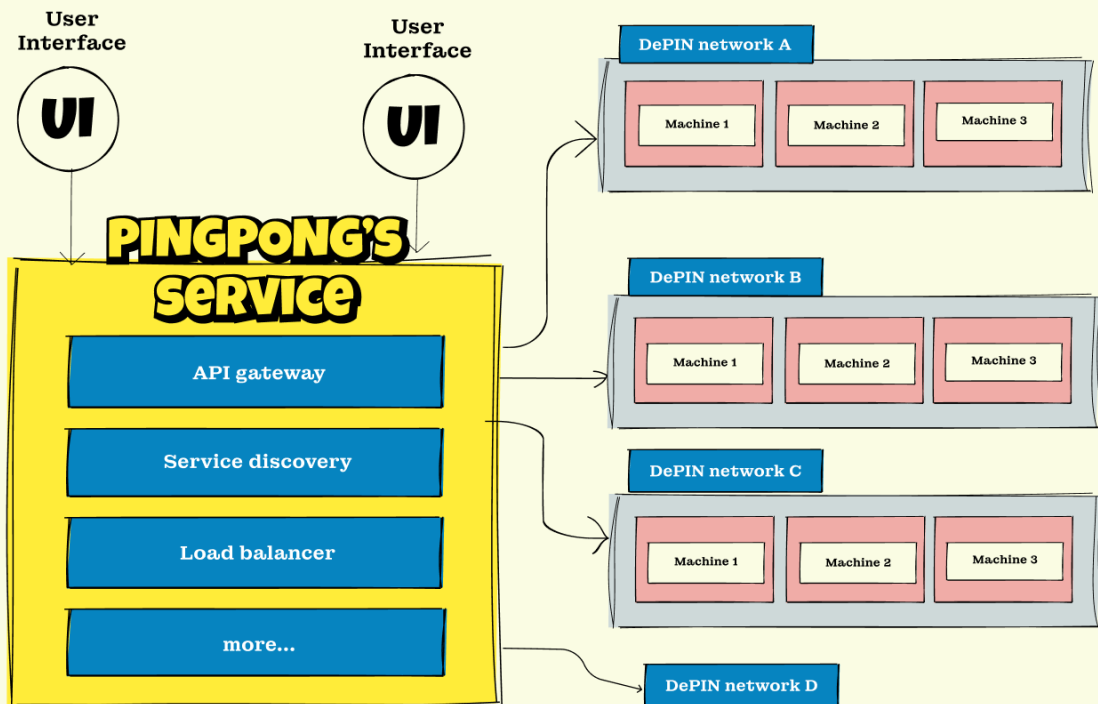 User
Interface
UI
User
Interface
UI
PINGPONG'S
SERVICE
API gateway
Service discovery
Load balancer
more...
DePIN network A
Machine 1
Machine 2
Machine 3
DePIN network B
Machine 1
Machine 2
Machine 3
DePIN network C
Machine 1
Machine 2
Machine 3
DePIN network D